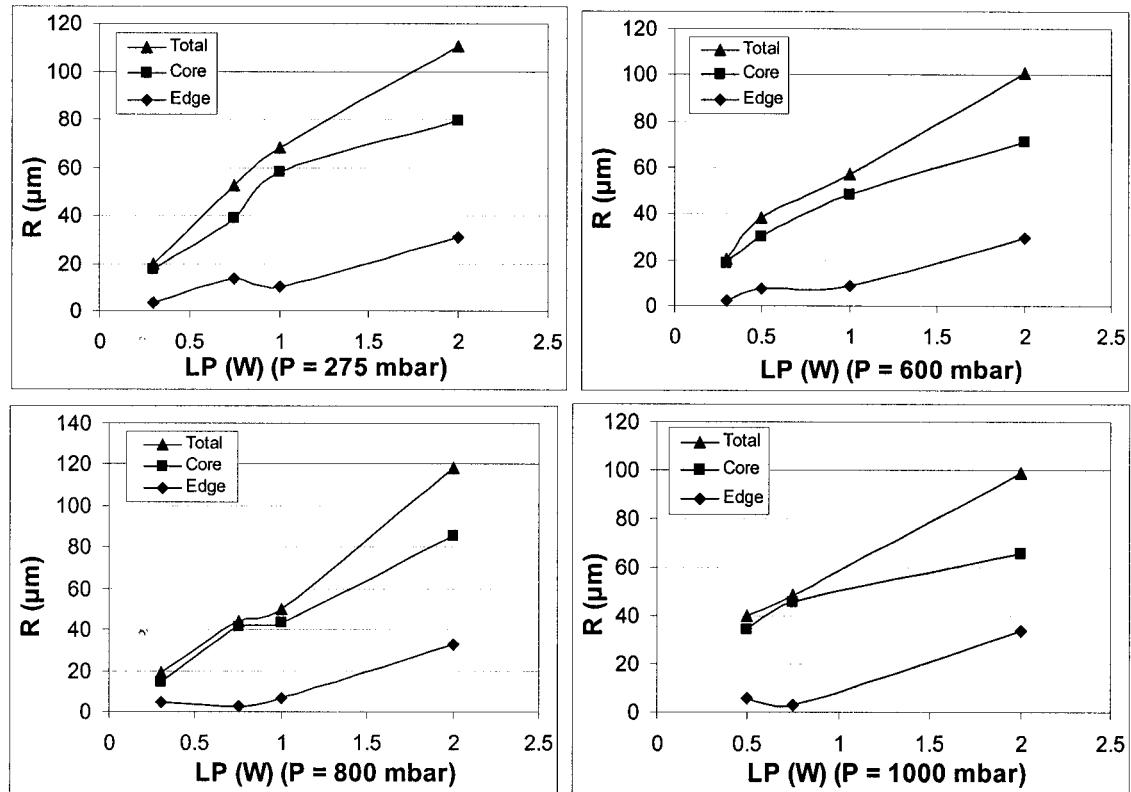 120
100
80
60
40
20
0
R (µm)
Total
Core
Edge
0 0.5 1 1.5 2 2.5
LP (W) (P = 275 mbar)
120
100
80
60
40
20
0
R (µm)
Total
Core
Edge
0 0.5 1 1.5 2 2.5
LP (W) (P = 600 mbar)
140
120
100
80
60
40
20
0
R (µm)
Total
Core
Edge
0 0.5 1 1.5 2 2.5
LP (W) (P = 800 mbar)
120
100
80
60
40
20
0
R (µm)
Total
Core
Edge
0 0.5 1 1.5 2 2.5
LP (W) (P = 1000 mbar)